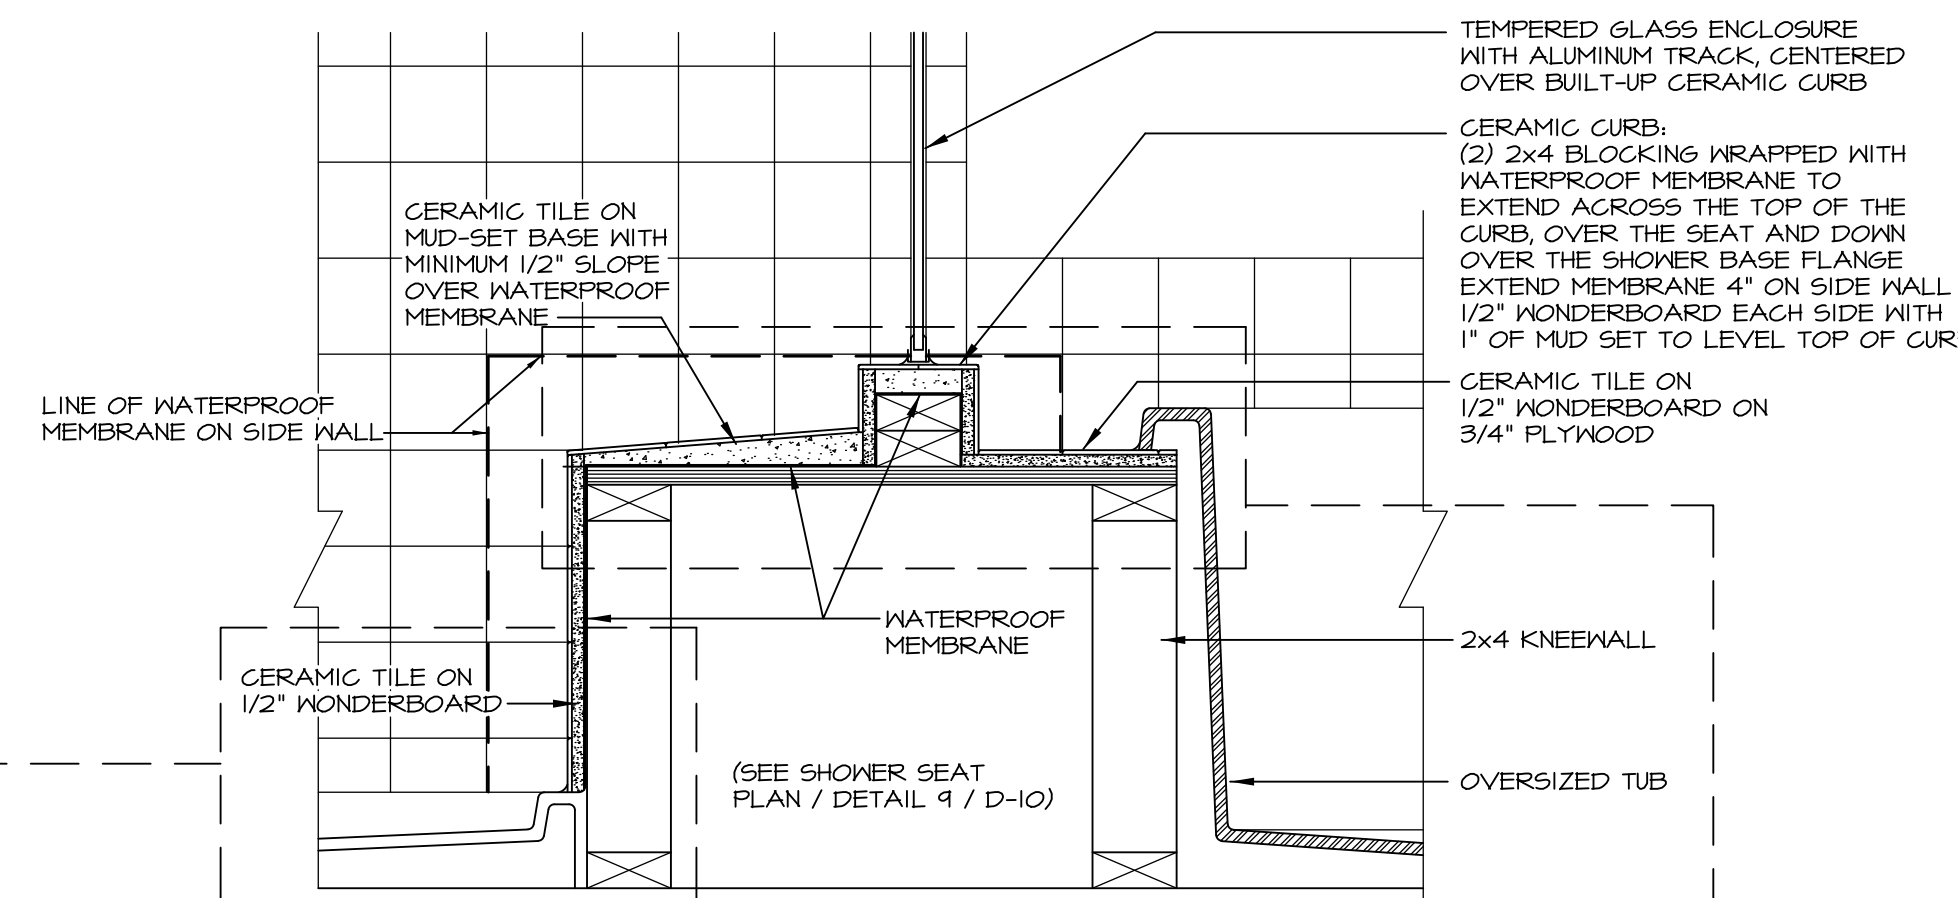 TEMPERED GLASS ENCLOSURE
WITH ALUMINUM TRACK, CENTERED
OVER BUILT-UP CERAMIC CURB
CERAMIC CURB:
(2) 2x4 BLOCKING WRAPPED WITH
WATERPROOF MEMBRANE TO
EXTEND ACROSS THE TOP OF THE
CURB, OVER THE SEAT AND DOWN
OVER THE SHOWER BASE FLANGE
EXTEND MEMBRANE 4" ON SIDE WALL
1/2" WONDERBOARD EACH SIDE WITH
1" OF MUD SET TO LEVEL TOP OF
CERAMIC TILE ON
1/2" WONDERBOARD ON
3/4" PLYWOOD
CERAMIC TILE ON
MUD-SET BASE WITH
MINIMUM 1/2" SLOPE
OVER WATERPROOF
MEMBRANE
LINE OF WATERPROOF
MEMBRANE ON SIDE WALL
WATERPROOF
MEMBRANE
2x4 KNEEWALL
CERAMIC TILE ON
1/2" WONDERBOARD
(SEE SHOWER SEAT
PLAN / DETAIL 9 / D-10)
OVERSIZED TUB